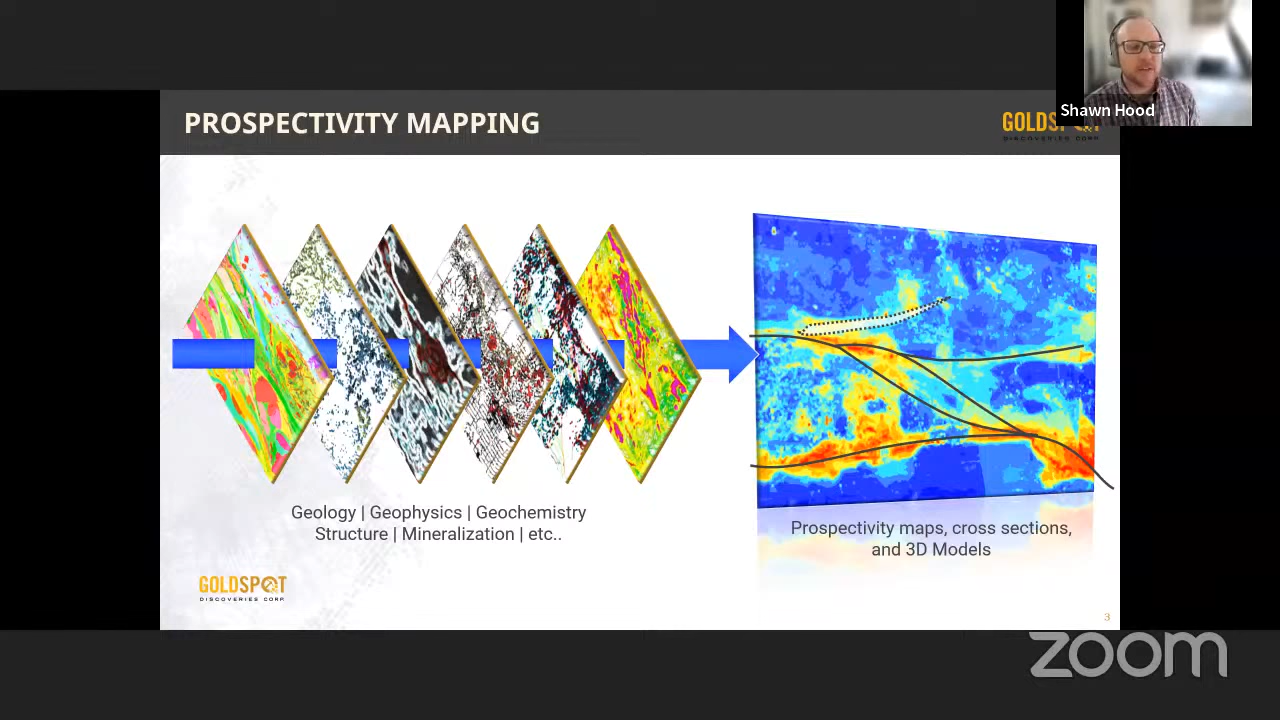 Shawn Hood
PROSPECTIVITY MAPPING
GOLDSPOT
DISCOVERIES CORP
Geology | Geophysics | Geochemistry
Structure | Mineralization | etc..
Prospectivity maps, cross sections,
and 3D Models
GOLDSPOT
DISCOVERIES CORP
3
zoom